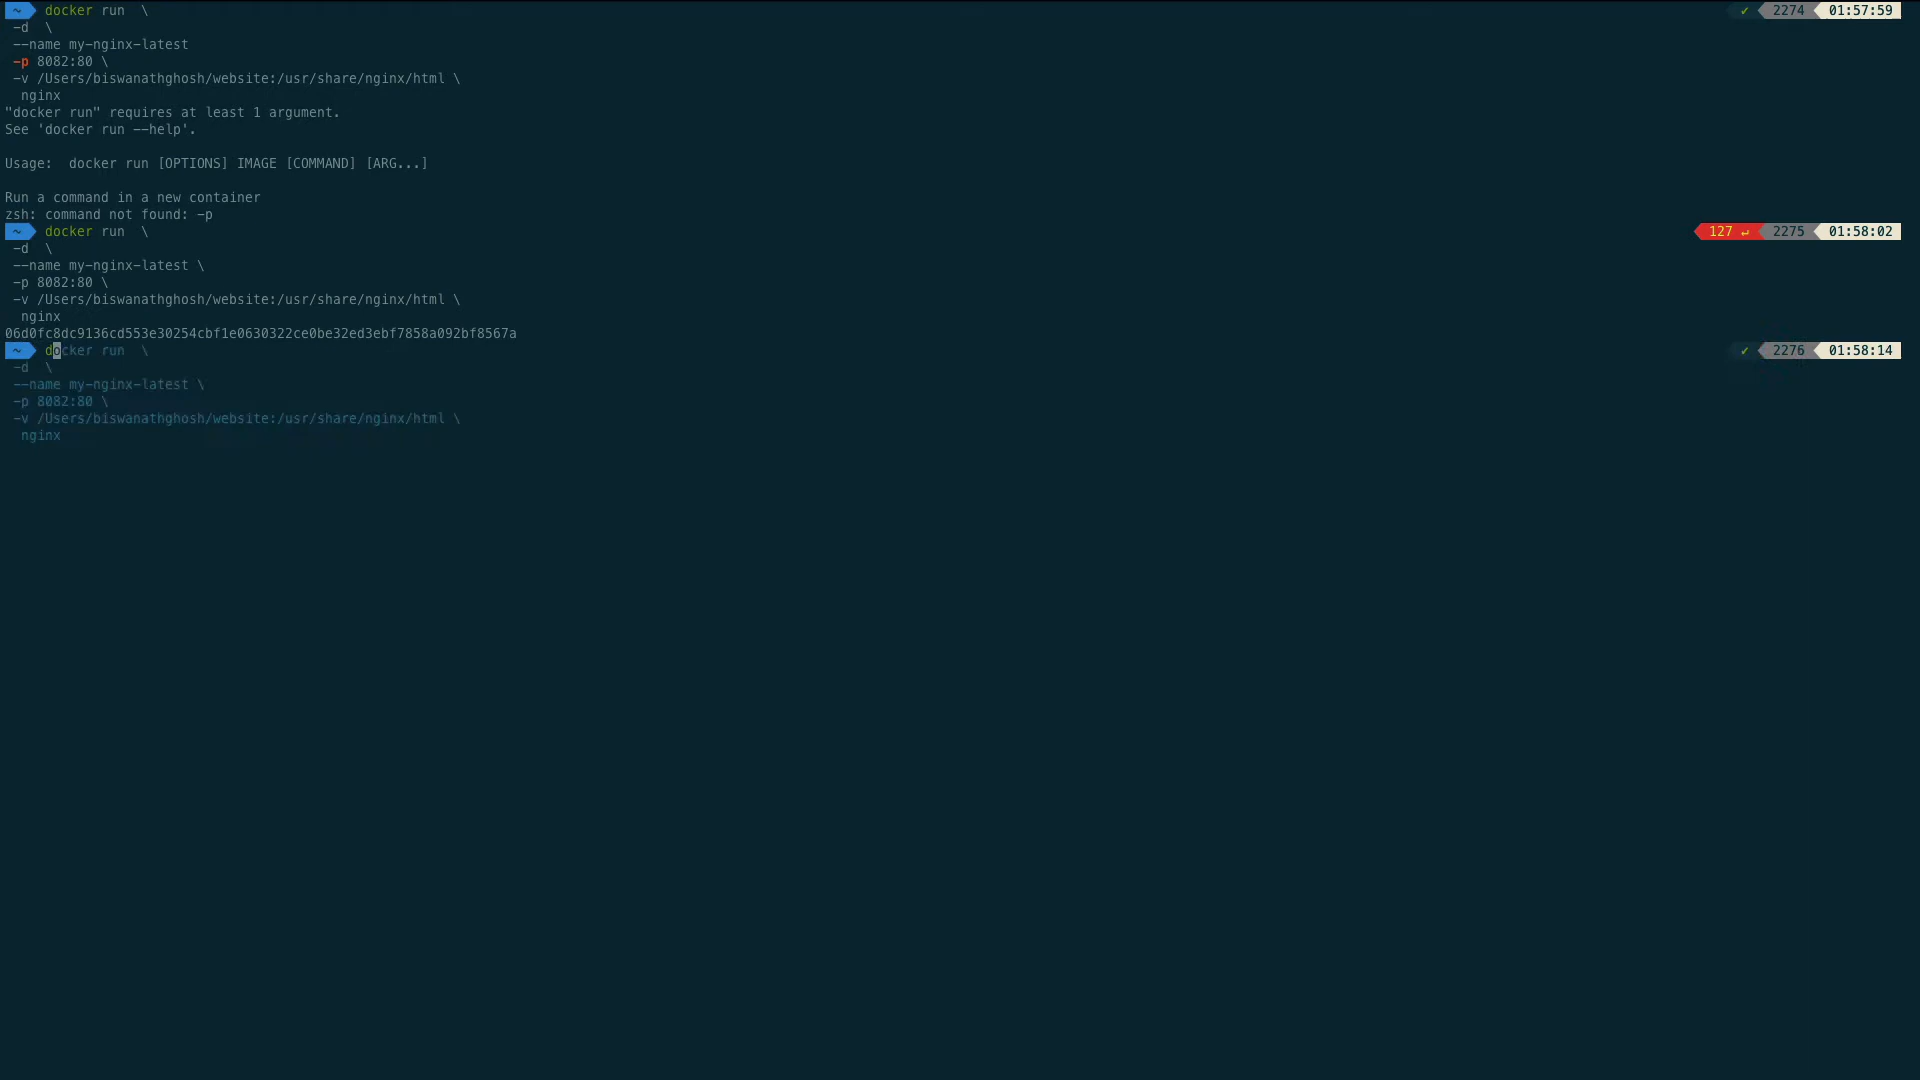 ~ docker run  \ ✓ 2274 01:57:59
-d  \
--name my-nginx-latest
-p 8082:80 \
-v /Users/biswanathghosh/website:/usr/share/nginx/html \
nginx
"docker run" requires at least 1 argument.
See 'docker run --help'.
Usage:  docker run [OPTIONS] IMAGE [COMMAND] [ARG...]
Run a command in a new container
zsh: command not found: -p
~ docker run  \ 127 ↵ 2275 01:58:02
-d  \
--name my-nginx-latest \
-p 8082:80 \
-v /Users/biswanathghosh/website:/usr/share/nginx/html \
nginx
06d0fc8dc9136cd553e30254cbf1e0630322ce0be32ed3ebf7858a092bf8567a
~ docker run  \ ✓ 2276 01:58:14
-d  \
--name my-nginx-latest \
-p 8082:80 \
-v /Users/biswanathghosh/website:/usr/share/nginx/html \
nginx